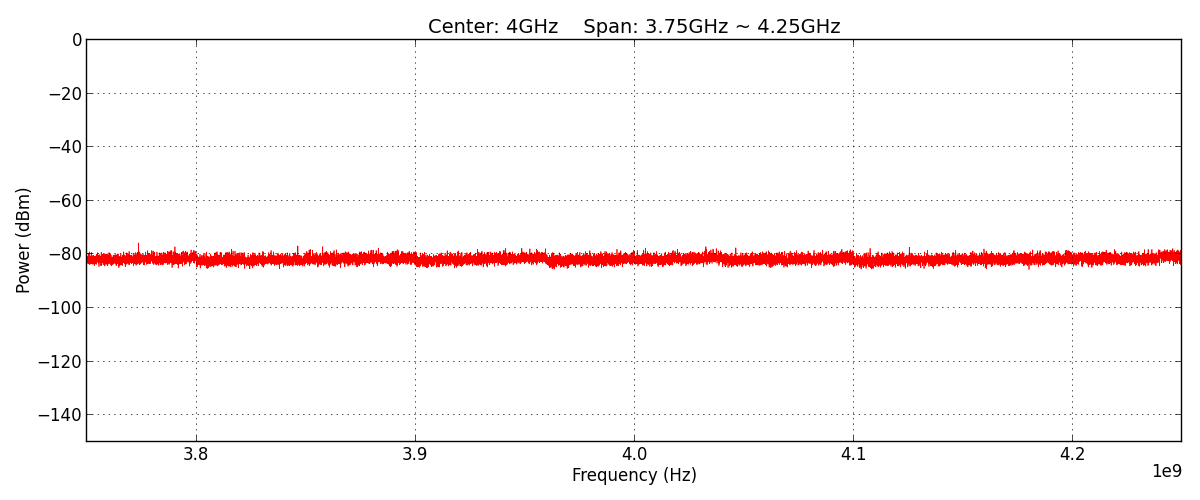 Center: 4GHz    Span: 3.75GHz ~ 4.25GHz
0
−20
−40
−60
−80
−100
−120
−140
Power (dBm)
3.8 3.9 4.0 4.1 4.2
1e9
Frequency (Hz)